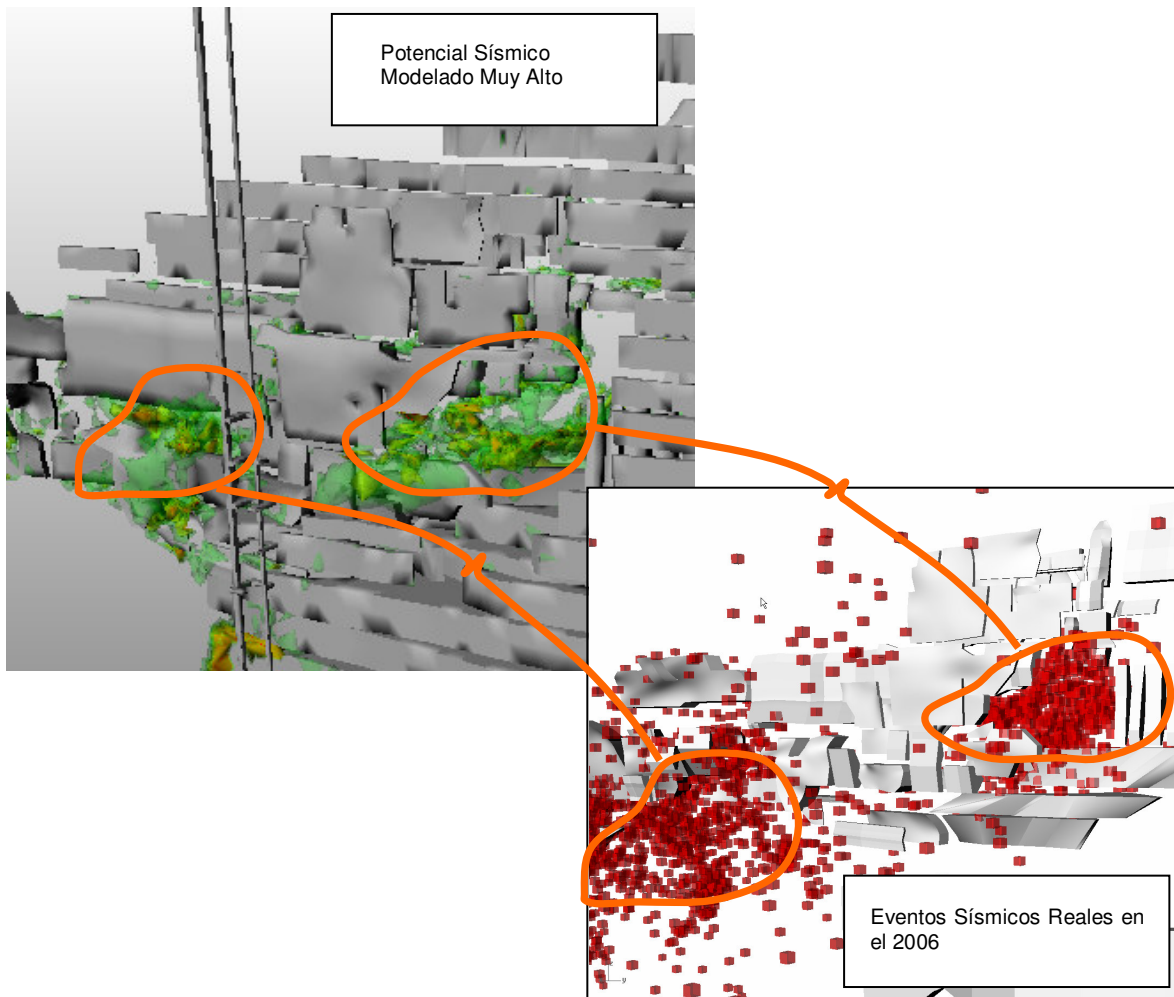 Potencial Sísmico
Modelado Muy Alto
Eventos Sísmicos Reales en
el 2006
y